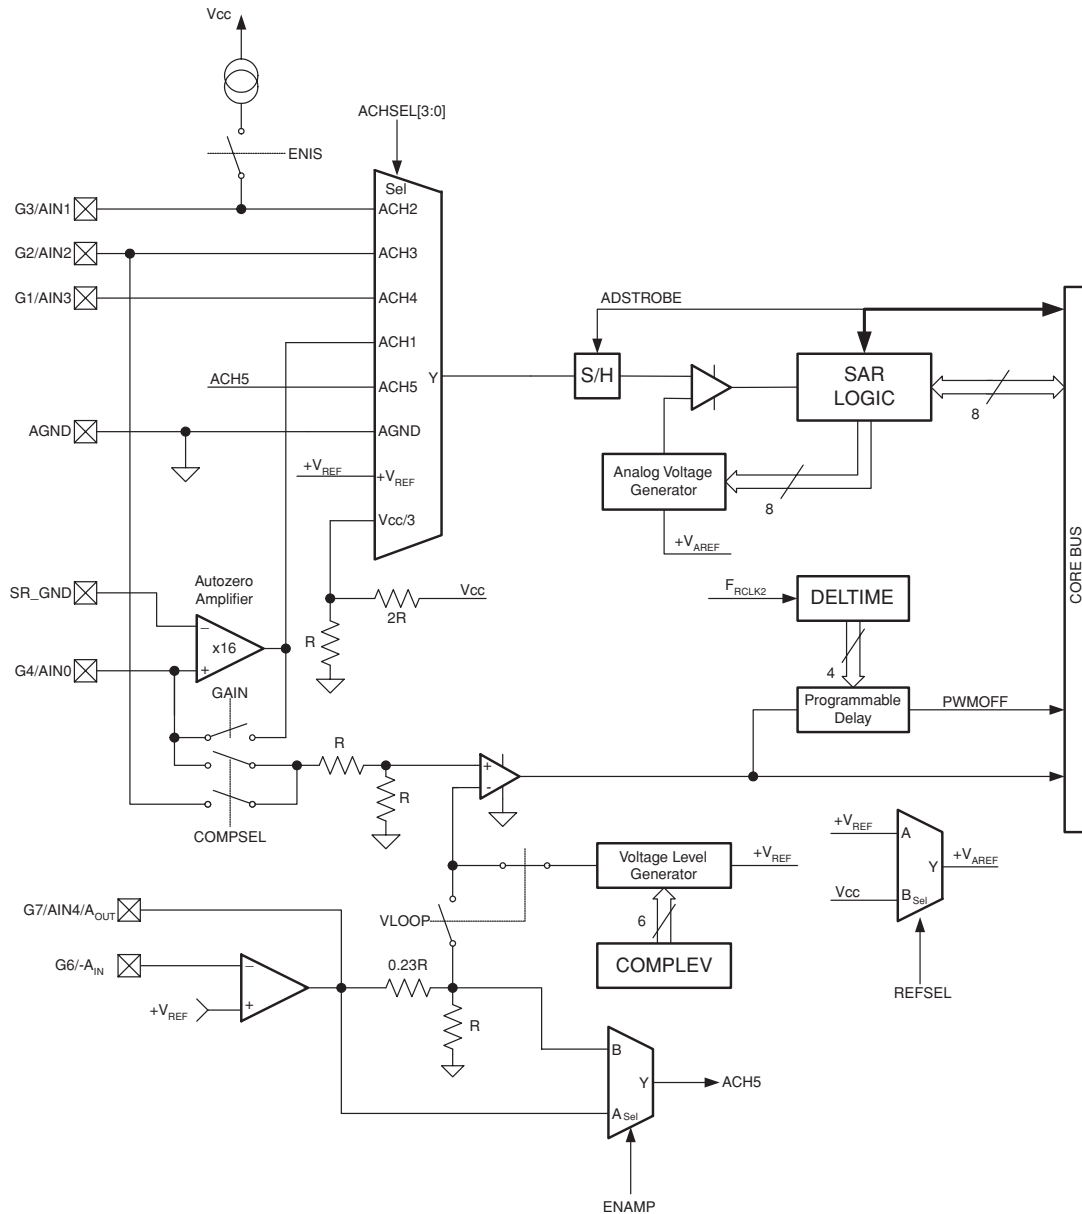 Vcc
ACHSEL[3:0]
ENIS
Sel
G3/AIN1
ACH2
G2/AIN2
ACH3
G1/AIN3
ACH4
ADSTROBE
ACH1
S/H
SAR
LOGIC
ACH5
ACH5
Y
8
AGND
AGND
+VREF
+VREF
Analog Voltage
Generator
8
Vcc/3
+VAREF
CORE BUS
SR_GND
Autozero
Amplifier
Vcc
2R
FRCLK2
DELTIME
–
x16
R
4
G4/AIN0
+
GAIN
Programmable
Delay
PWMOFF
R
+
-
R
COMPSEL
+VREF
A
Voltage Level
Generator
+VREF
Y
+VAREF
Vcc
BSel
G7/AIN4/AOUT
VLOOP
6
COMPLEV
G6/-AIN
–
0.23R
REFSEL
+VREF
+
R
B
Y
ACH5
ASel
ENAMP